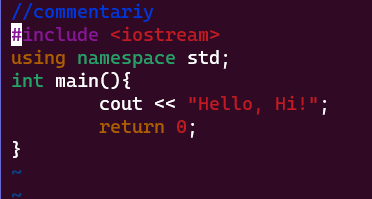 //commentariy
#include <iostream>
using namespace std;
int main(){
        cout << "Hello, Hi!";
        return 0;
}
~
~